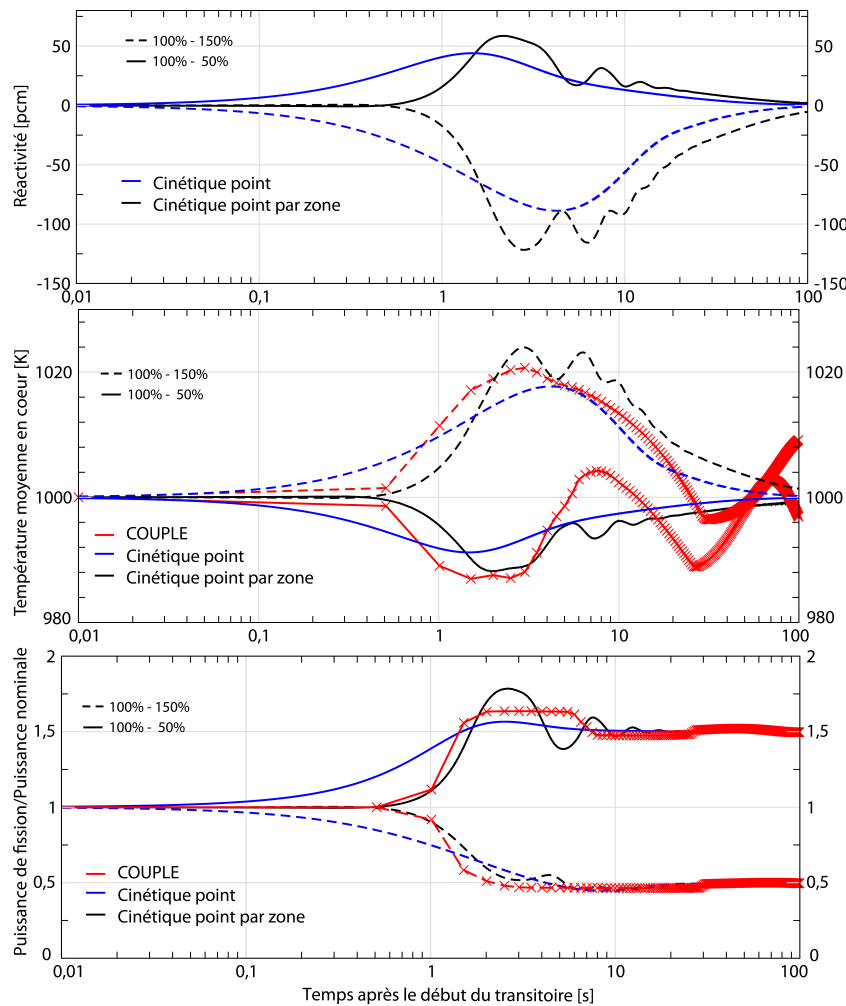 Réactivité [pcm]
50
0
-50
-100
-150
50
0
-50
-100
-150
100% - 150%
100% - 50%
Cinétique point
Cinétique point par zone
0,01
0,1
1
10
100
Température moyenne en coeur [K]
1020
1000
980
1020
1000
980
100% - 150%
100% - 50%
COUPLE
Cinétique point
Cinétique point par zone
0,01
0,1
1
10
100
Puissance de fission/Puissance nominale
2
1,5
1
0,5
0
2
1,5
1
0,5
0
100% - 150%
100% - 50%
COUPLE
Cinétique point
Cinétique point par zone
0,01
0,1
1
10
100
Temps après le début du transitoire [s]